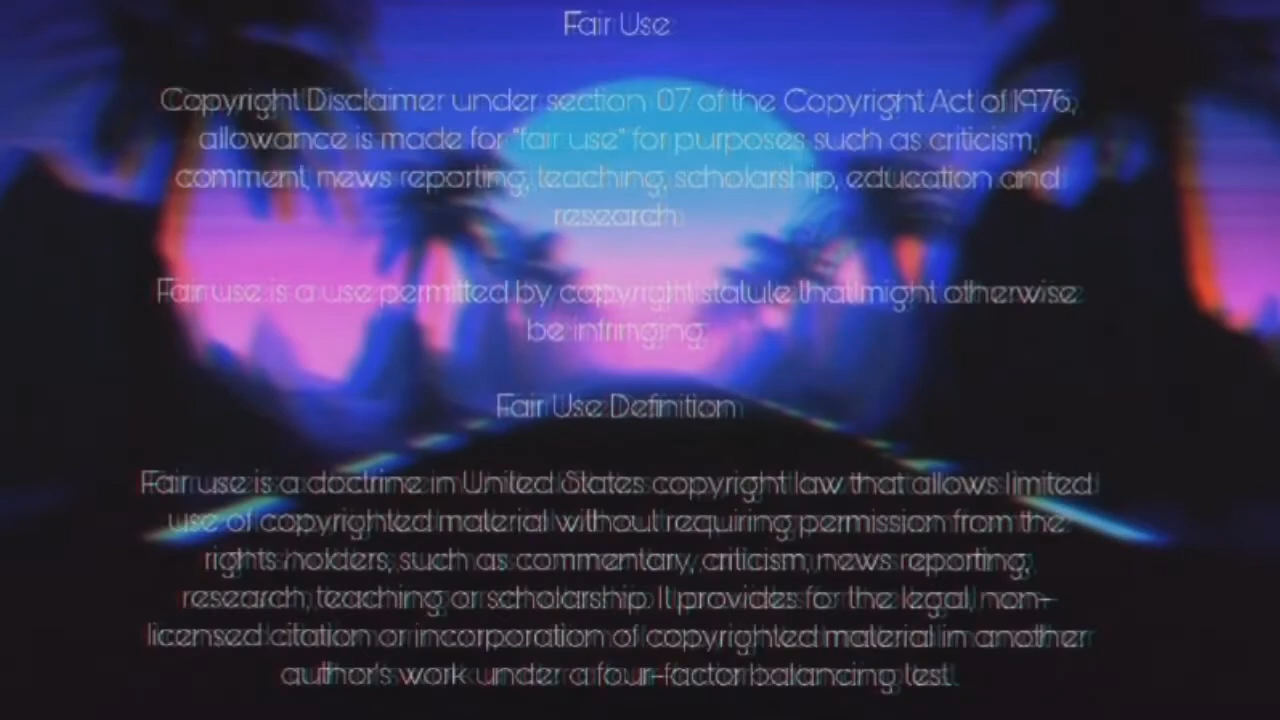 Fair Use
Copyright Disclaimer under section 07 of the Copyright Act of 1976,
allowance is made for "fair use" for purposes such as criticism,
comment, news reporting, teaching, scholarship, education and
research.
Fair use is a use permitted by copyright statute that might otherwise
be infringing.
Fair Use Definition
Fair use is a doctrine in United States copyright law that allows limited
use of copyrighted material without requiring permission from the
rights holders, such as commentary, criticism, news reporting,
research, teaching or scholarship. It provides for the legal, non-
licensed citation or incorporation of copyrighted material in another
author's work under a four-factor balancing test.